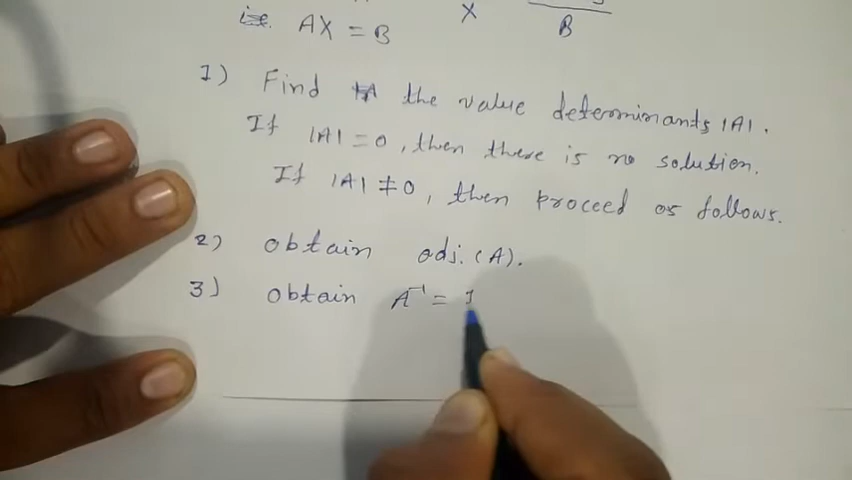 ie. AX = B X B
1) Find the value determinants |A|.
If |A| = 0, then there is no solution.
If |A| ≠ 0, then proceed as follows.
2) obtain adj. (A).
3) obtain A⁻¹ = 1